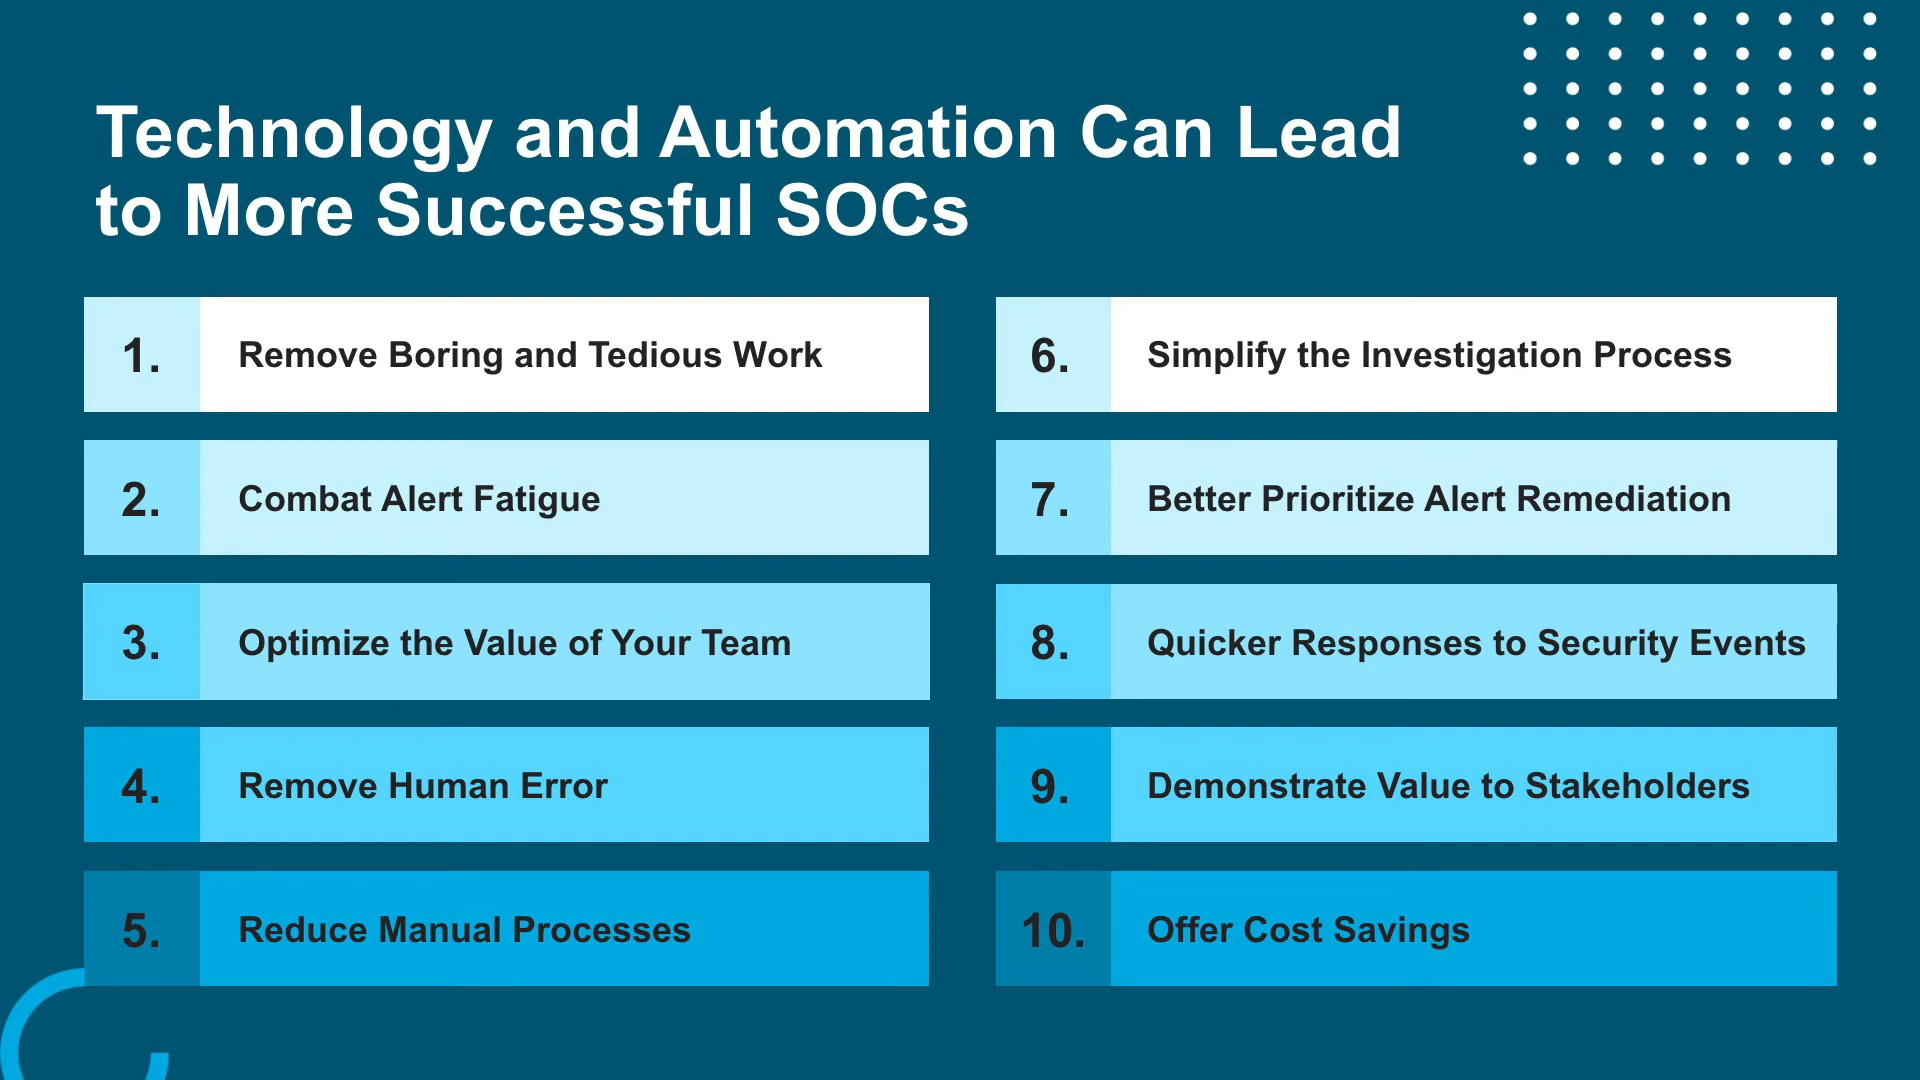 Technology and Automation Can Lead
to More Successful SOCs
1. Remove Boring and Tedious Work
2. Combat Alert Fatigue
3. Optimize the Value of Your Team
4. Remove Human Error
5. Reduce Manual Processes
6. Simplify the Investigation Process
7. Better Prioritize Alert Remediation
8. Quicker Responses to Security Events
9. Demonstrate Value to Stakeholders
10. Offer Cost Savings